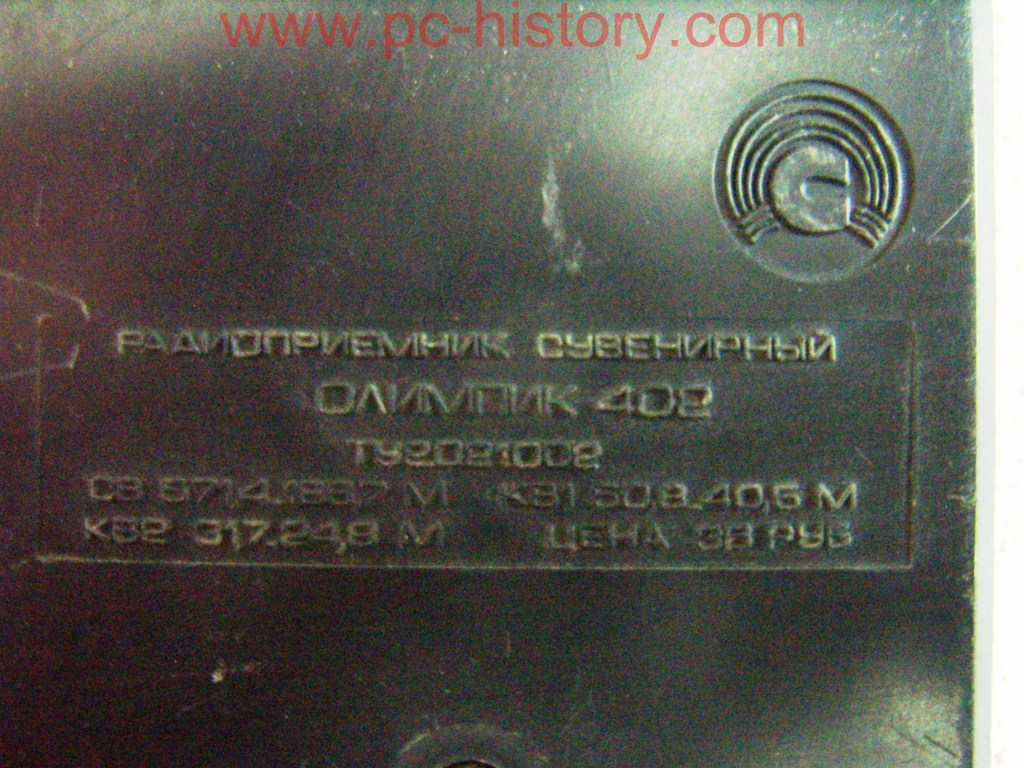 www.pc-history.com
РАДИОПРИЕМНИК СУВЕНИРНЫЙ
ОЛИМПИК 402
ТУ2021002
СВ 571,4..186,7 М КВ1 50,8..40,5 М
КВ2 31,7..24,8 М ЦЕНА 38 РУБ